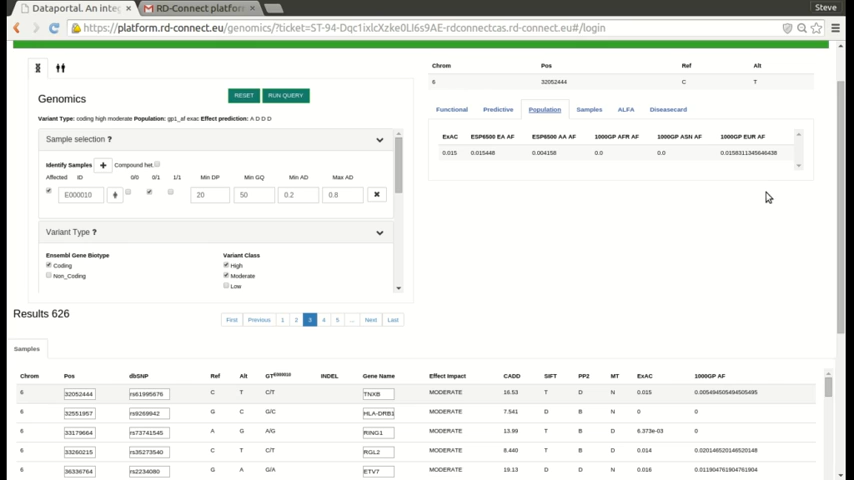 Dataportal. An inte
RD-Connect platfor
Steve
https://platform.rd-connect.eu/genomics/?ticket=ST-94-Dqc1ixlcXzke0LI6s9AE-rdconnectcas.rd-connect.eu#/login
Genomics
RESET
RUN QUERY
Variant Type: coding high moderate Population: gp1_af exac Effect prediction: A D D D
Sample selection ?
Identify Samples + Compound het.
Affected ID 0/0 0/1 1/1 Min DP Min GQ Min AD Max AD
E000010 20 50 0.2 0.8
Variant Type ?
Ensembl Gene Biotype Variant Class
Coding High
Non_Coding Moderate
Low
Chrom Pos Ref Alt
6 32052444 C T
Functional Predictive Population Samples ALFA Diseasecard
ExAC ESP6500 EA AF ESP6500 AA AF 1000GP AFR AF 1000GP ASN AF 1000GP EUR AF
0.015 0.015448 0.004158 0.0 0.0 0.0158311345646438
Results 626
First Previous 1 2 3 4 5 ... Next Last
Samples
Chrom Pos dbSNP Ref Alt GT E000010 INDEL Gene Name Effect Impact CADD SIFT PP2 MT ExAC 1000GP AF
6 32052444 rs61995676 C T C/T TNXB MODERATE 16.53 T D N 0.015 0.005494505494505495
6 32551957 rs9269942 G C G/C HLA-DRB1 MODERATE 7.541 D B N 0 0
6 33179664 rs73741545 A G A/G RING1 MODERATE 13.99 T B D 6.373e-03 0
6 33260215 rs35273540 C T C/T RGL2 MODERATE 8.440 T B D 0.014 0.020146520146520148
6 36336764 rs2234080 G A G/A ETV7 MODERATE 19.13 D D N 0.016 0.011904761904761904